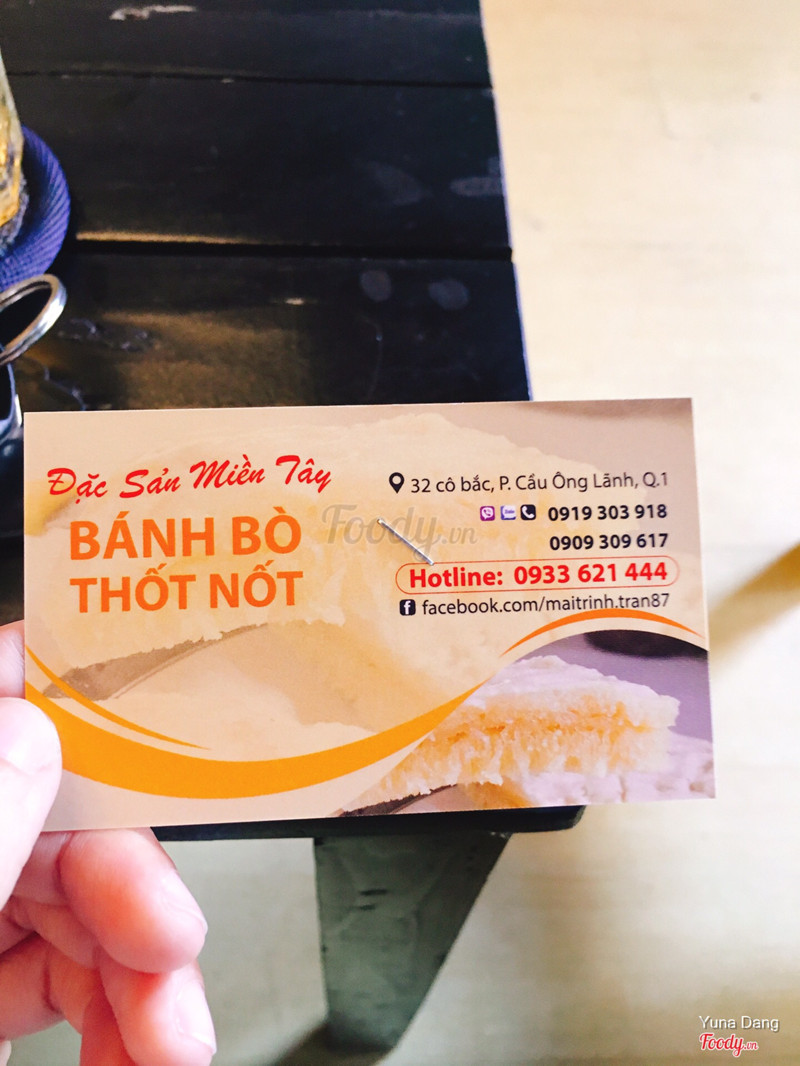 Đặc Sản Miền Tây
BÁNH BÒ
THỐT NỐT
32 cô bắc, P. Cầu Ông Lãnh, Q.1
0919 303 918
0909 309 617
Hotline: 0933 621 444
facebook.com/maitrinh.tran87
Foody.vn
Yuna Dang
Foody.vn